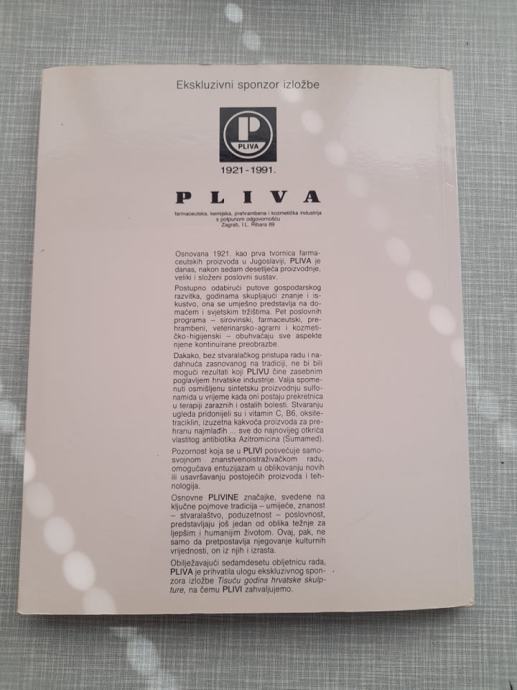 Ekskluzivni sponzor izložbe
P
PLIVA
1921-1991.
PLIVA
farmaceutska, kemijska, prehrambena i kozmetička industrija
s potpunom odgovornošću
Zagreb, I.L. Ribara 89
Osnovana 1921. kao prva tvornica farma-
ceutskih proizvoda u Jugoslaviji, PLIVA je
danas, nakon sedam desetljeća proizvodnje,
veliki i složeni poslovni sustav.
Postupno odabirući putove gospodarskog
razvitka, godinama skupljajući znanje i is-
kustvo, ona se umješno predstavlja na do-
maćem i svjetskim tržištima. Pet poslovnih
programa – sirovinski, farmaceutski, pre-
hrambeni, veterinarsko-agrarni i kozmeti-
čko-higijenski – obuhvaćaju sve aspekte
njene kontinuirane preobrazbe.
Dakako, bez stvaralačkog pristupa radu i na-
dahnuća zasnovanog na tradiciji, ne bi bili
mogući rezultati koji PLIVU čine zasebnim
poglavljem hrvatske industrije. Valja spome-
nuti osmišljenu sintetsku proizvodnju sulfo-
namida u vrijeme kada oni postaju prekretnica
u terapiji zaraznih i ostalih bolesti. Stvaranju
ugleda pridonijeli su i vitamin C, B6, oksite-
traciklin, izuzetna kakvoća proizvoda za pre-
hranu najmlađih ... sve do najnovijeg otkrića
vlastitog antibiotika Azitromicina (Sumamed).
Pozornost koja se u PLIVI posvećuje samo-
svojnom znanstvenoistraživačkom radu,
omogućava entuzijazam u oblikovanju novih
ili usavršavanju postojećih proizvoda i teh-
nologija.
Osnovne PLIVINE značajke, svedene na
ključne pojmove tradicija – umijeće, znanost
– stvaralaštvo, poduzetnost – poslovnost,
predstavljaju još jedan od oblika težnje za
ljepšim i humanijim životom. Ovaj, pak, ne
samo da pretpostavlja njegovanje kulturnih
vrijednosti, on iz njih i izrasta.
Obilježavajući sedamdesetu obljetnicu rada,
PLIVA je prihvatila ulogu ekskluzivnog spon-
zora izložbe Tisuću godina hrvatske skulp-
ture, na čemu PLIVI zahvaljujemo.